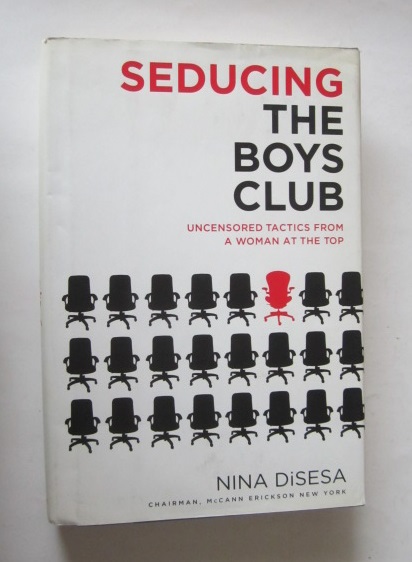 SEDUCING
THE
BOYS
CLUB
UNCENSORED TACTICS FROM
A WOMAN AT THE TOP
NINA DiSESA
CHAIRMAN, McCANN ERICKSON NEW YORK